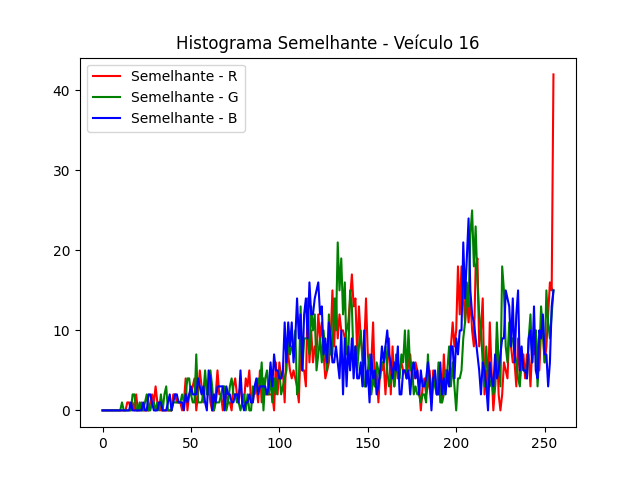 Histograma Semelhante - Veículo 16
Semelhante - R
Semelhante - G
Semelhante - B
40
30
20
10
0
0 50 100 150 200 250